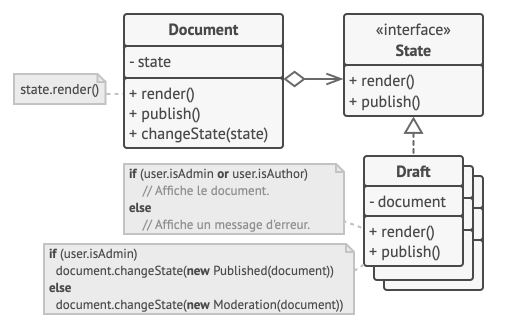 Document
- state
+ render()
+ publish()
+ changeState(state)
«interface»
State
+ render()
+ publish()
state.render()
Draft
- document
+ render()
+ publish()
if (user.isAdmin or user.isAuthor)
// Affiche le document.
else
// Affiche un message d'erreur.
if (user.isAdmin)
document.changeState(new Published(document))
else
document.changeState(new Moderation(document))